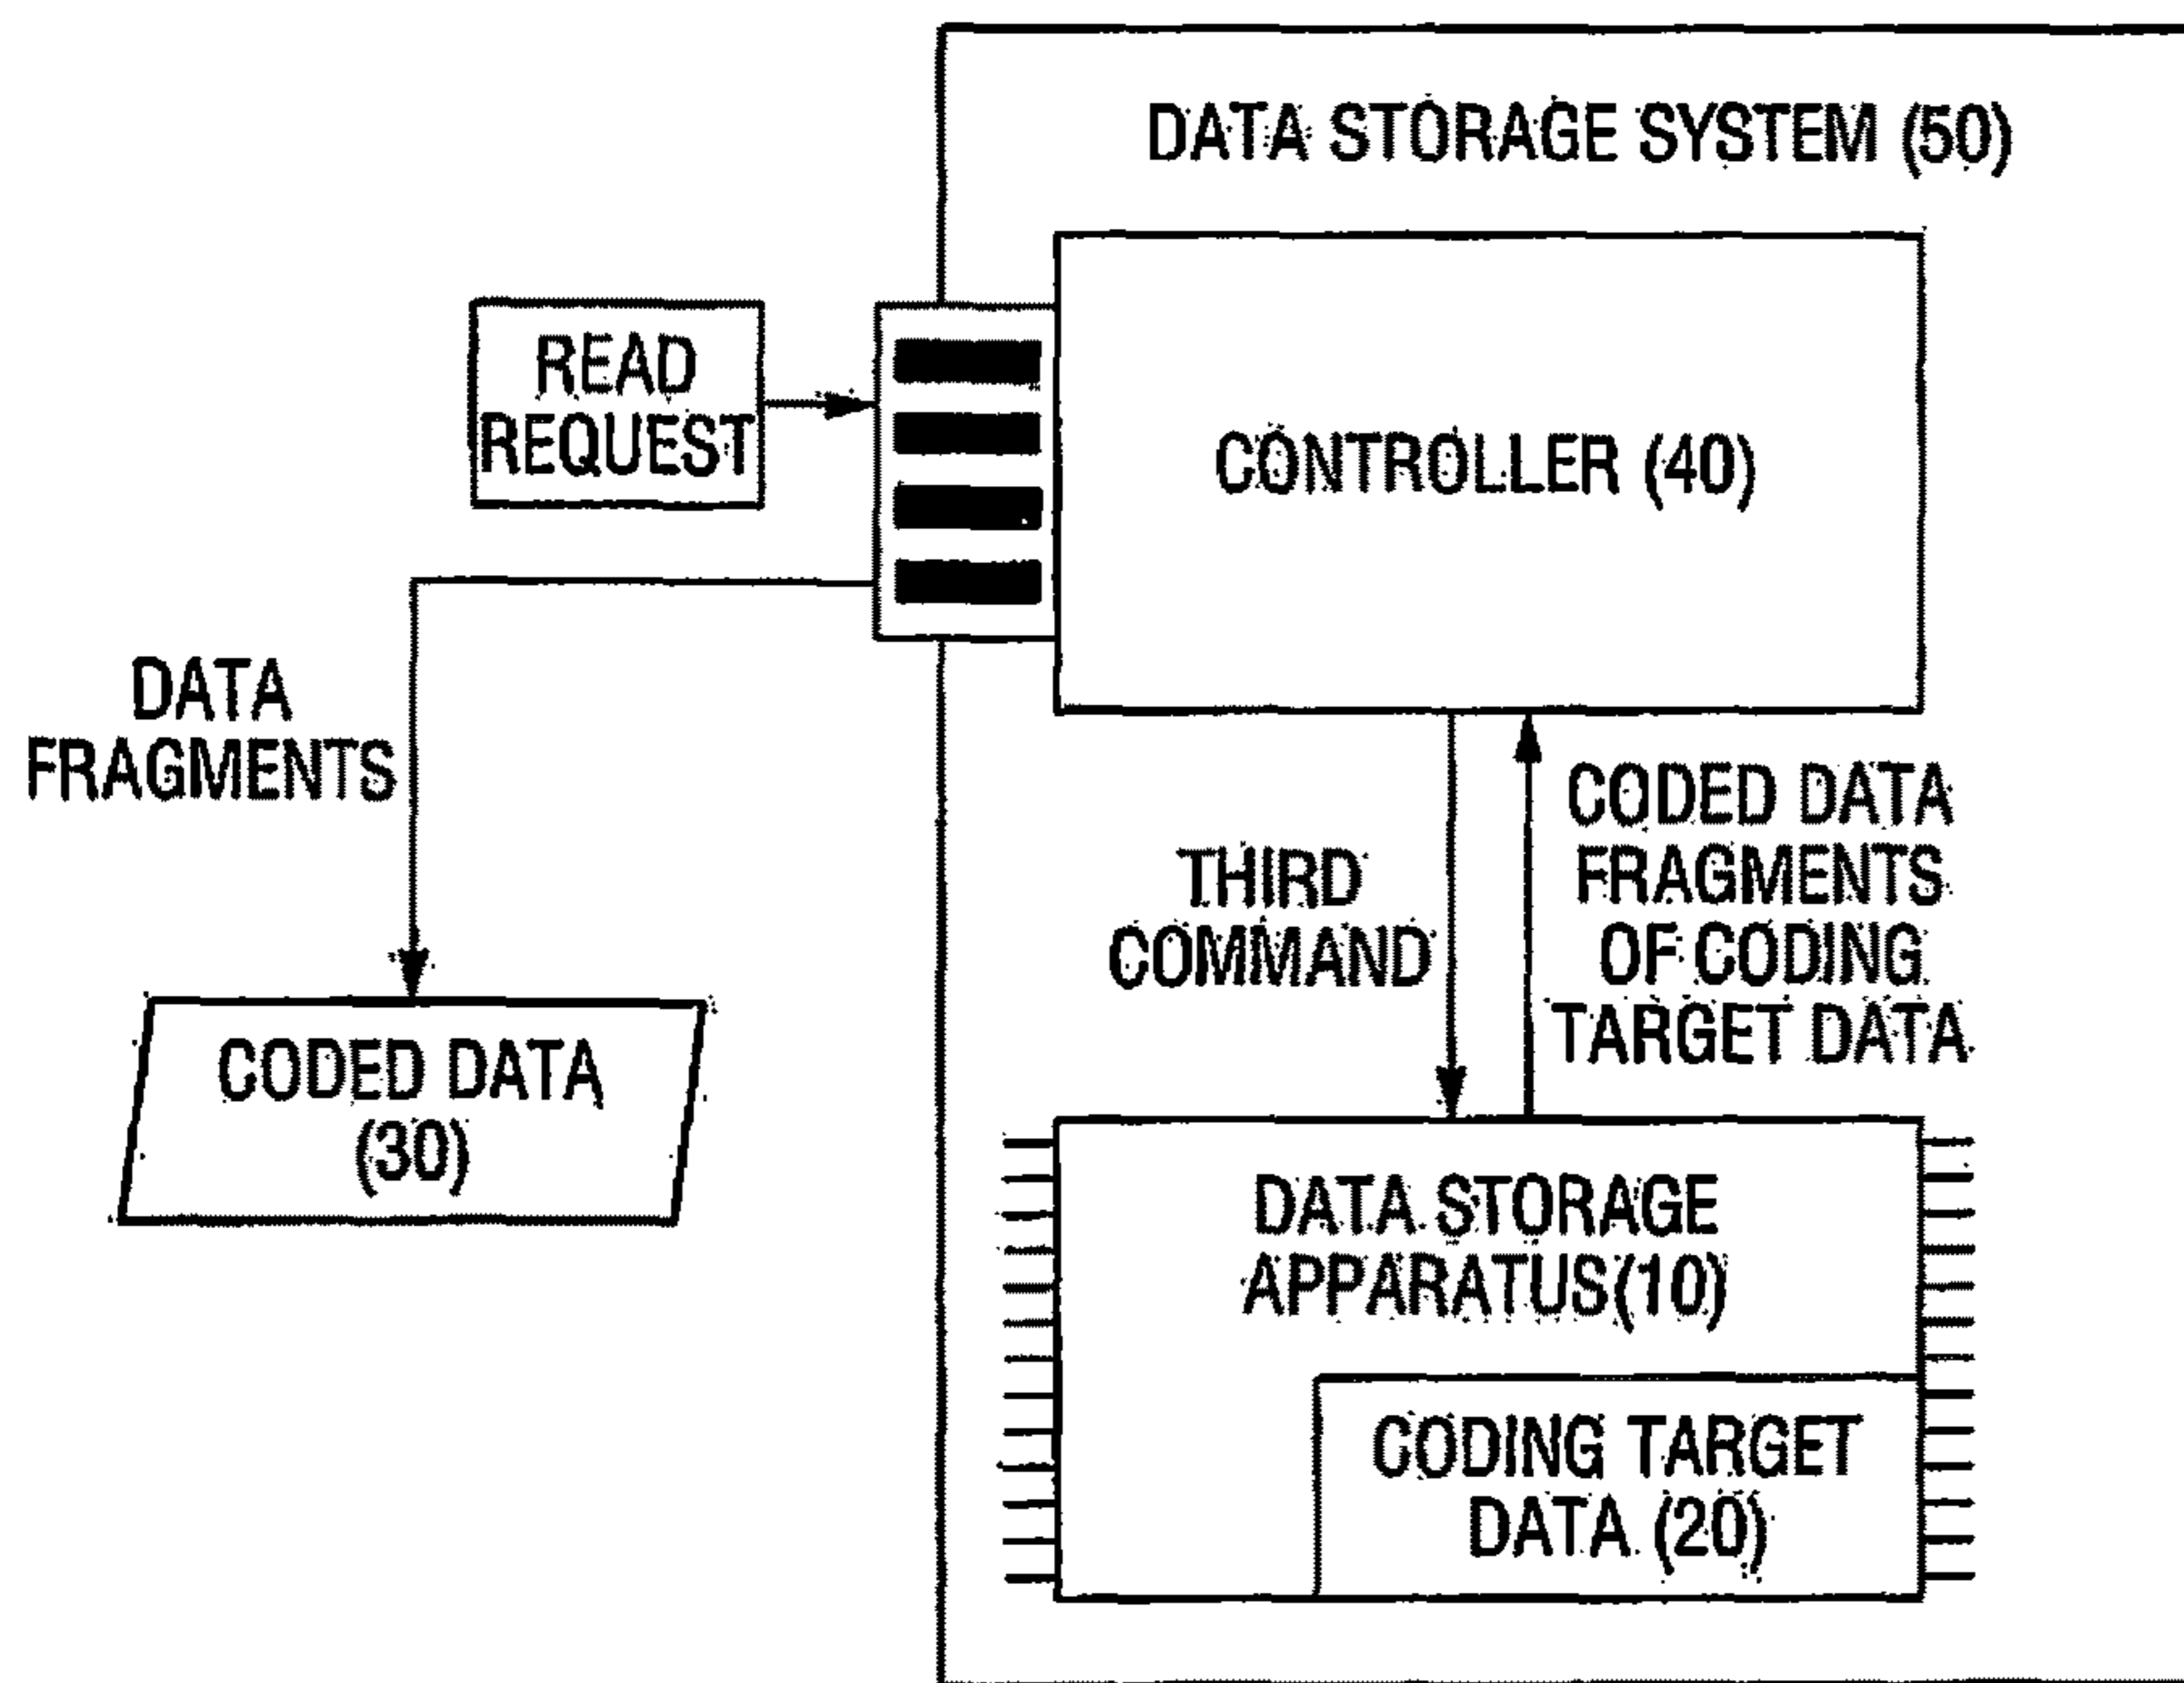 DATA STORAGE SYSTEM (50)
READ
REQUEST
CONTROLLER (40)
DATA
FRAGMENTS
THIRD
COMMAND
CODED DATA
FRAGMENTS
OF CODING
TARGET DATA
CODED DATA
(30)
DATA STORAGE
APPARATUS(10)
CODING TARGET
DATA (20)